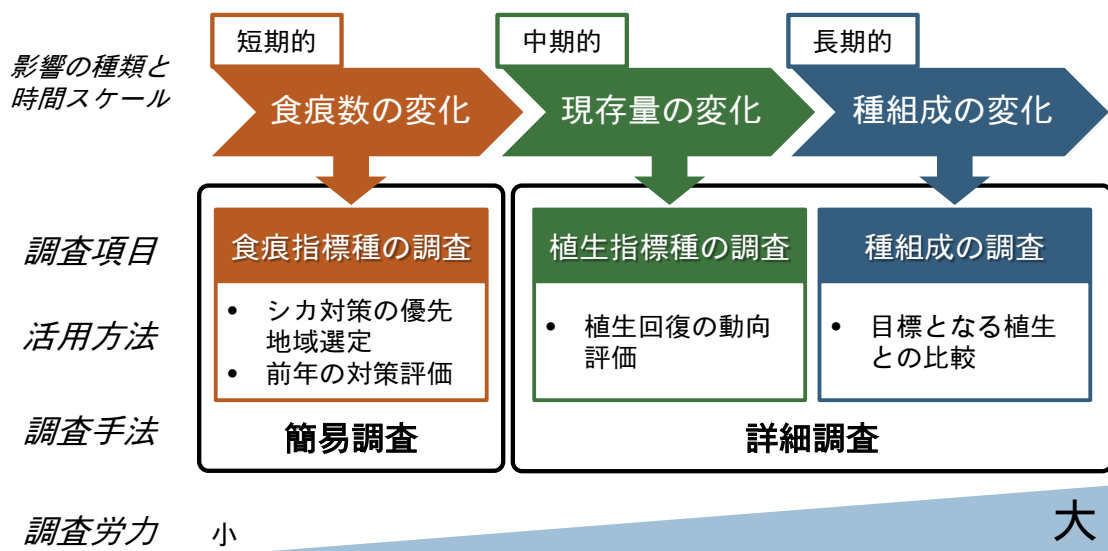 短期的
中期的
長期的
影響の種類と
時間スケール
食痕数の変化
現存量の変化
種組成の変化
調査項目
食痕指標種の調査
植生指標種の調査
種組成の調査
活用方法
• シカ対策の優先
地域選定
• 前年の対策評価
• 植生回復の動向
評価
• 目標となる植生
との比較
調査手法
簡易調査
詳細調査
調査労力
小
大